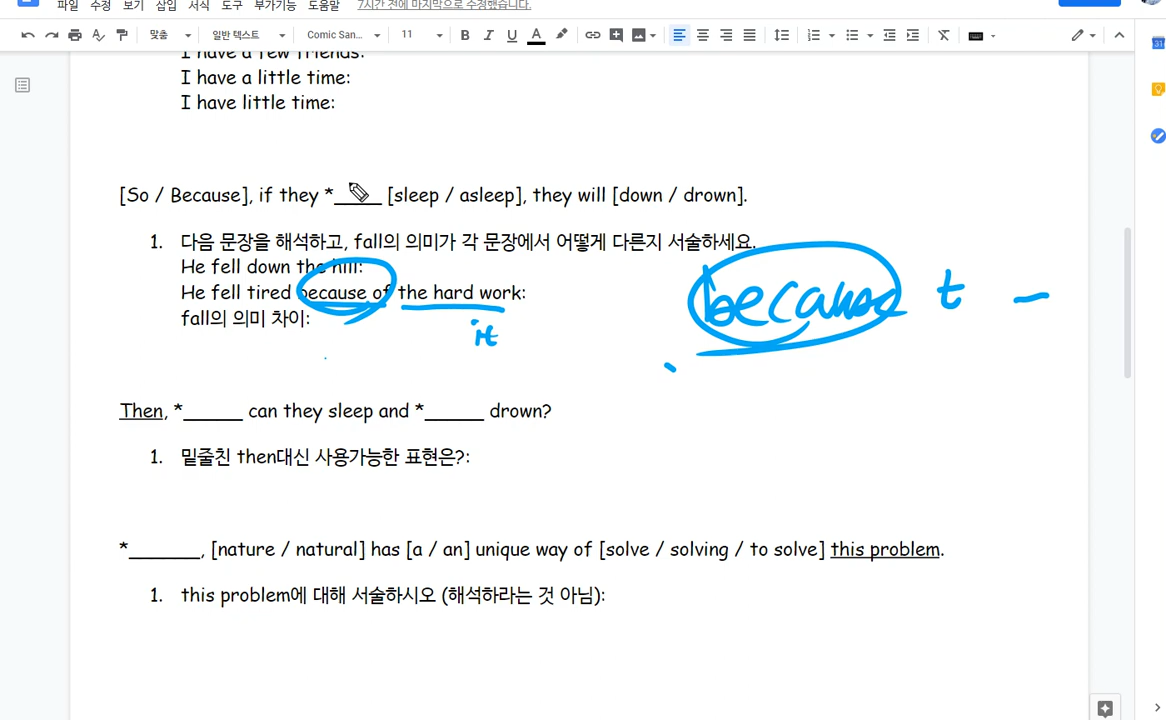 파일 수정 보기 삽입 서식 도구 부가기능 도움말 7시간 전에 마지막으로 수정했습니다.
맞춤 일반 텍스트 Comic San... 11
I have a few friends:
I have a little time:
I have little time:
[So / Because], if they *_____ [sleep / asleep], they will [down / drown].
1. 다음 문장을 해석하고, fall의 의미가 각 문장에서 어떻게 다른지 서술하세요.
He fell down the hill:
He fell tired because of the hard work:
because t
fall의 의미 차이:
it
Then, *_____ can they sleep and *_____ drown?
1. 밑줄친 then대신 사용가능한 표현은?:
*______, [nature / natural] has [a / an] unique way of [solve / solving / to solve] this problem.
1. this problem에 대해 서술하시오 (해석하라는 것 아님):